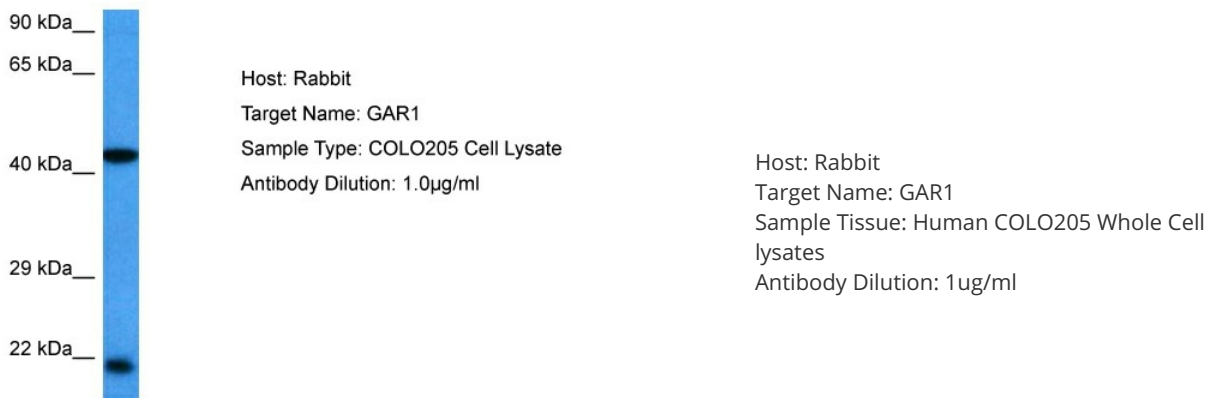 90 kDa__
65 kDa__
40 kDa__
29 kDa__
22 kDa__
Host: Rabbit
Target Name: GAR1
Sample Type: COLO205 Cell Lysate
Antibody Dilution: 1.0µg/ml
Host: Rabbit
Target Name: GAR1
Sample Tissue: Human COLO205 Whole Cell
lysates
Antibody Dilution: 1ug/ml